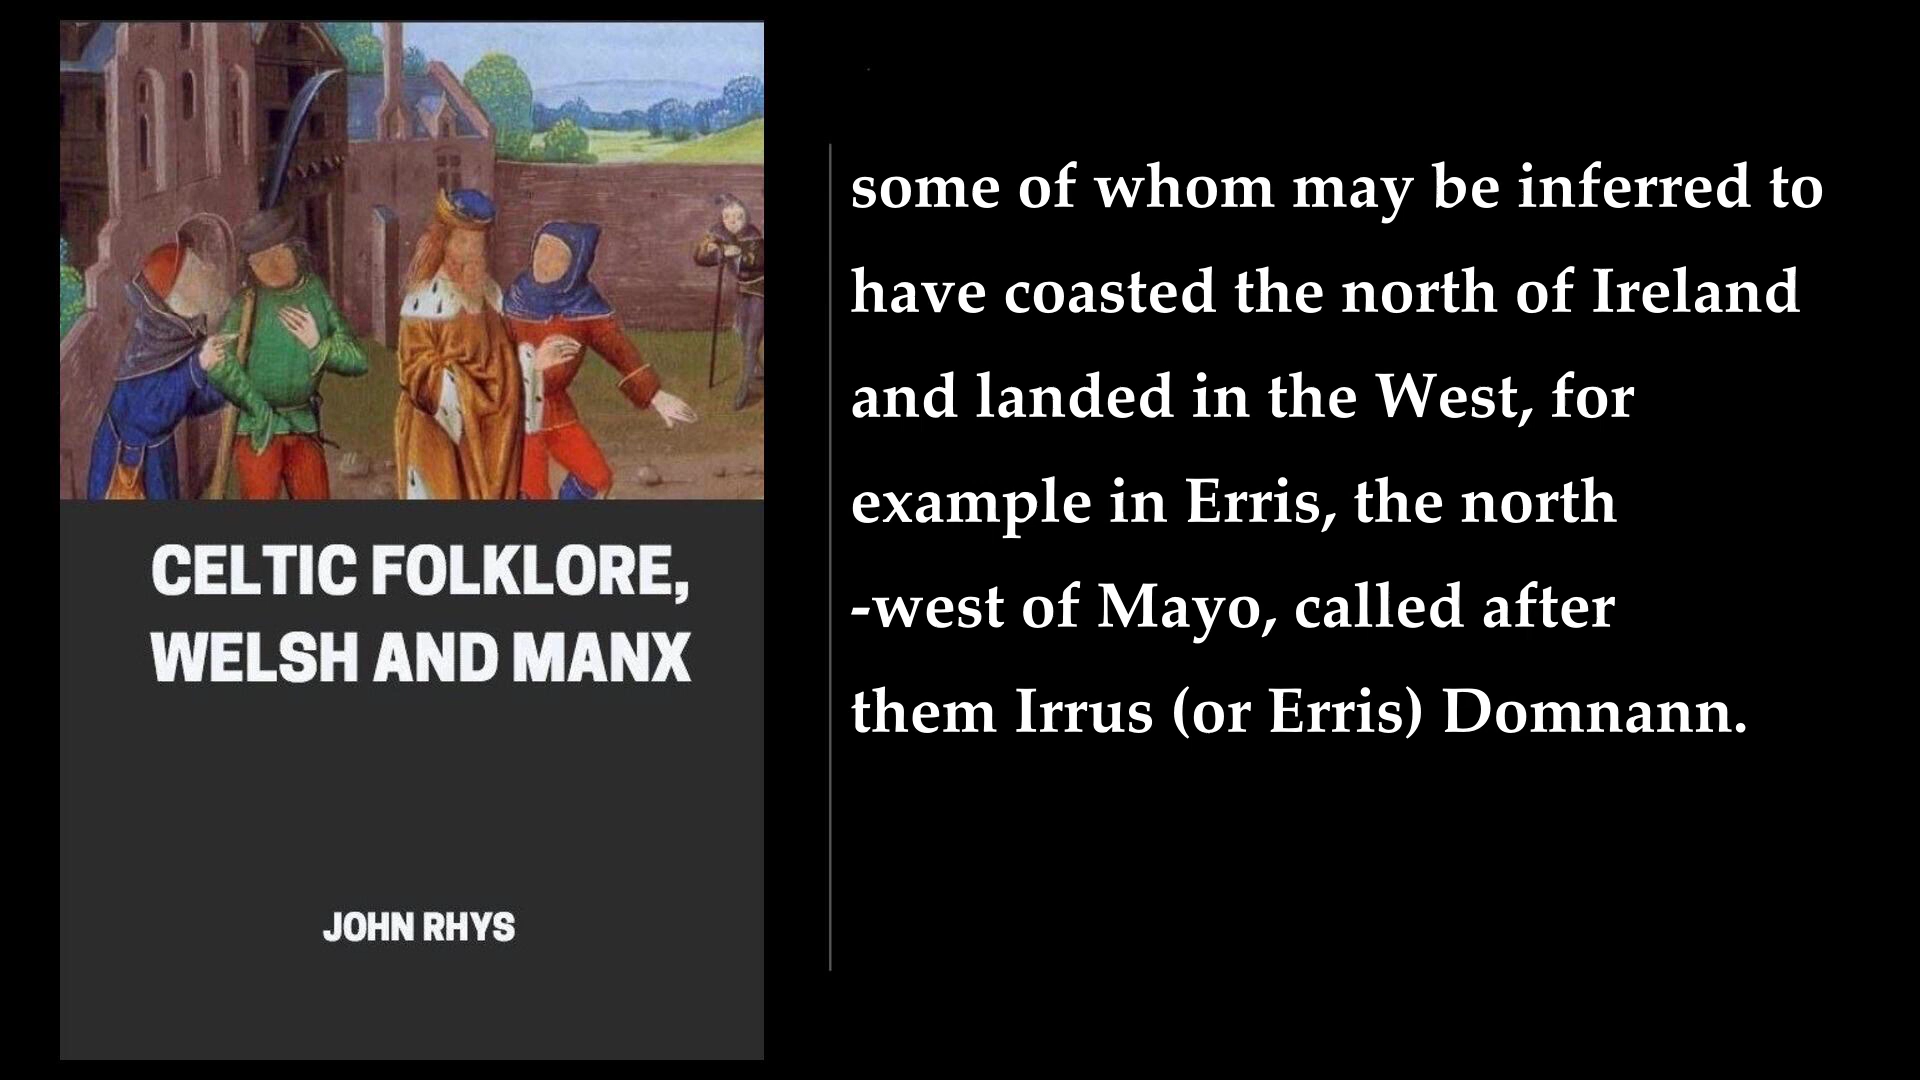 CELTIC FOLKLORE,
WELSH AND MANX
JOHN RHYS
some of whom may be inferred to
have coasted the north of Ireland
and landed in the West, for
example in Erris, the north
-west of Mayo, called after
them Irrus (or Erris) Domnann.